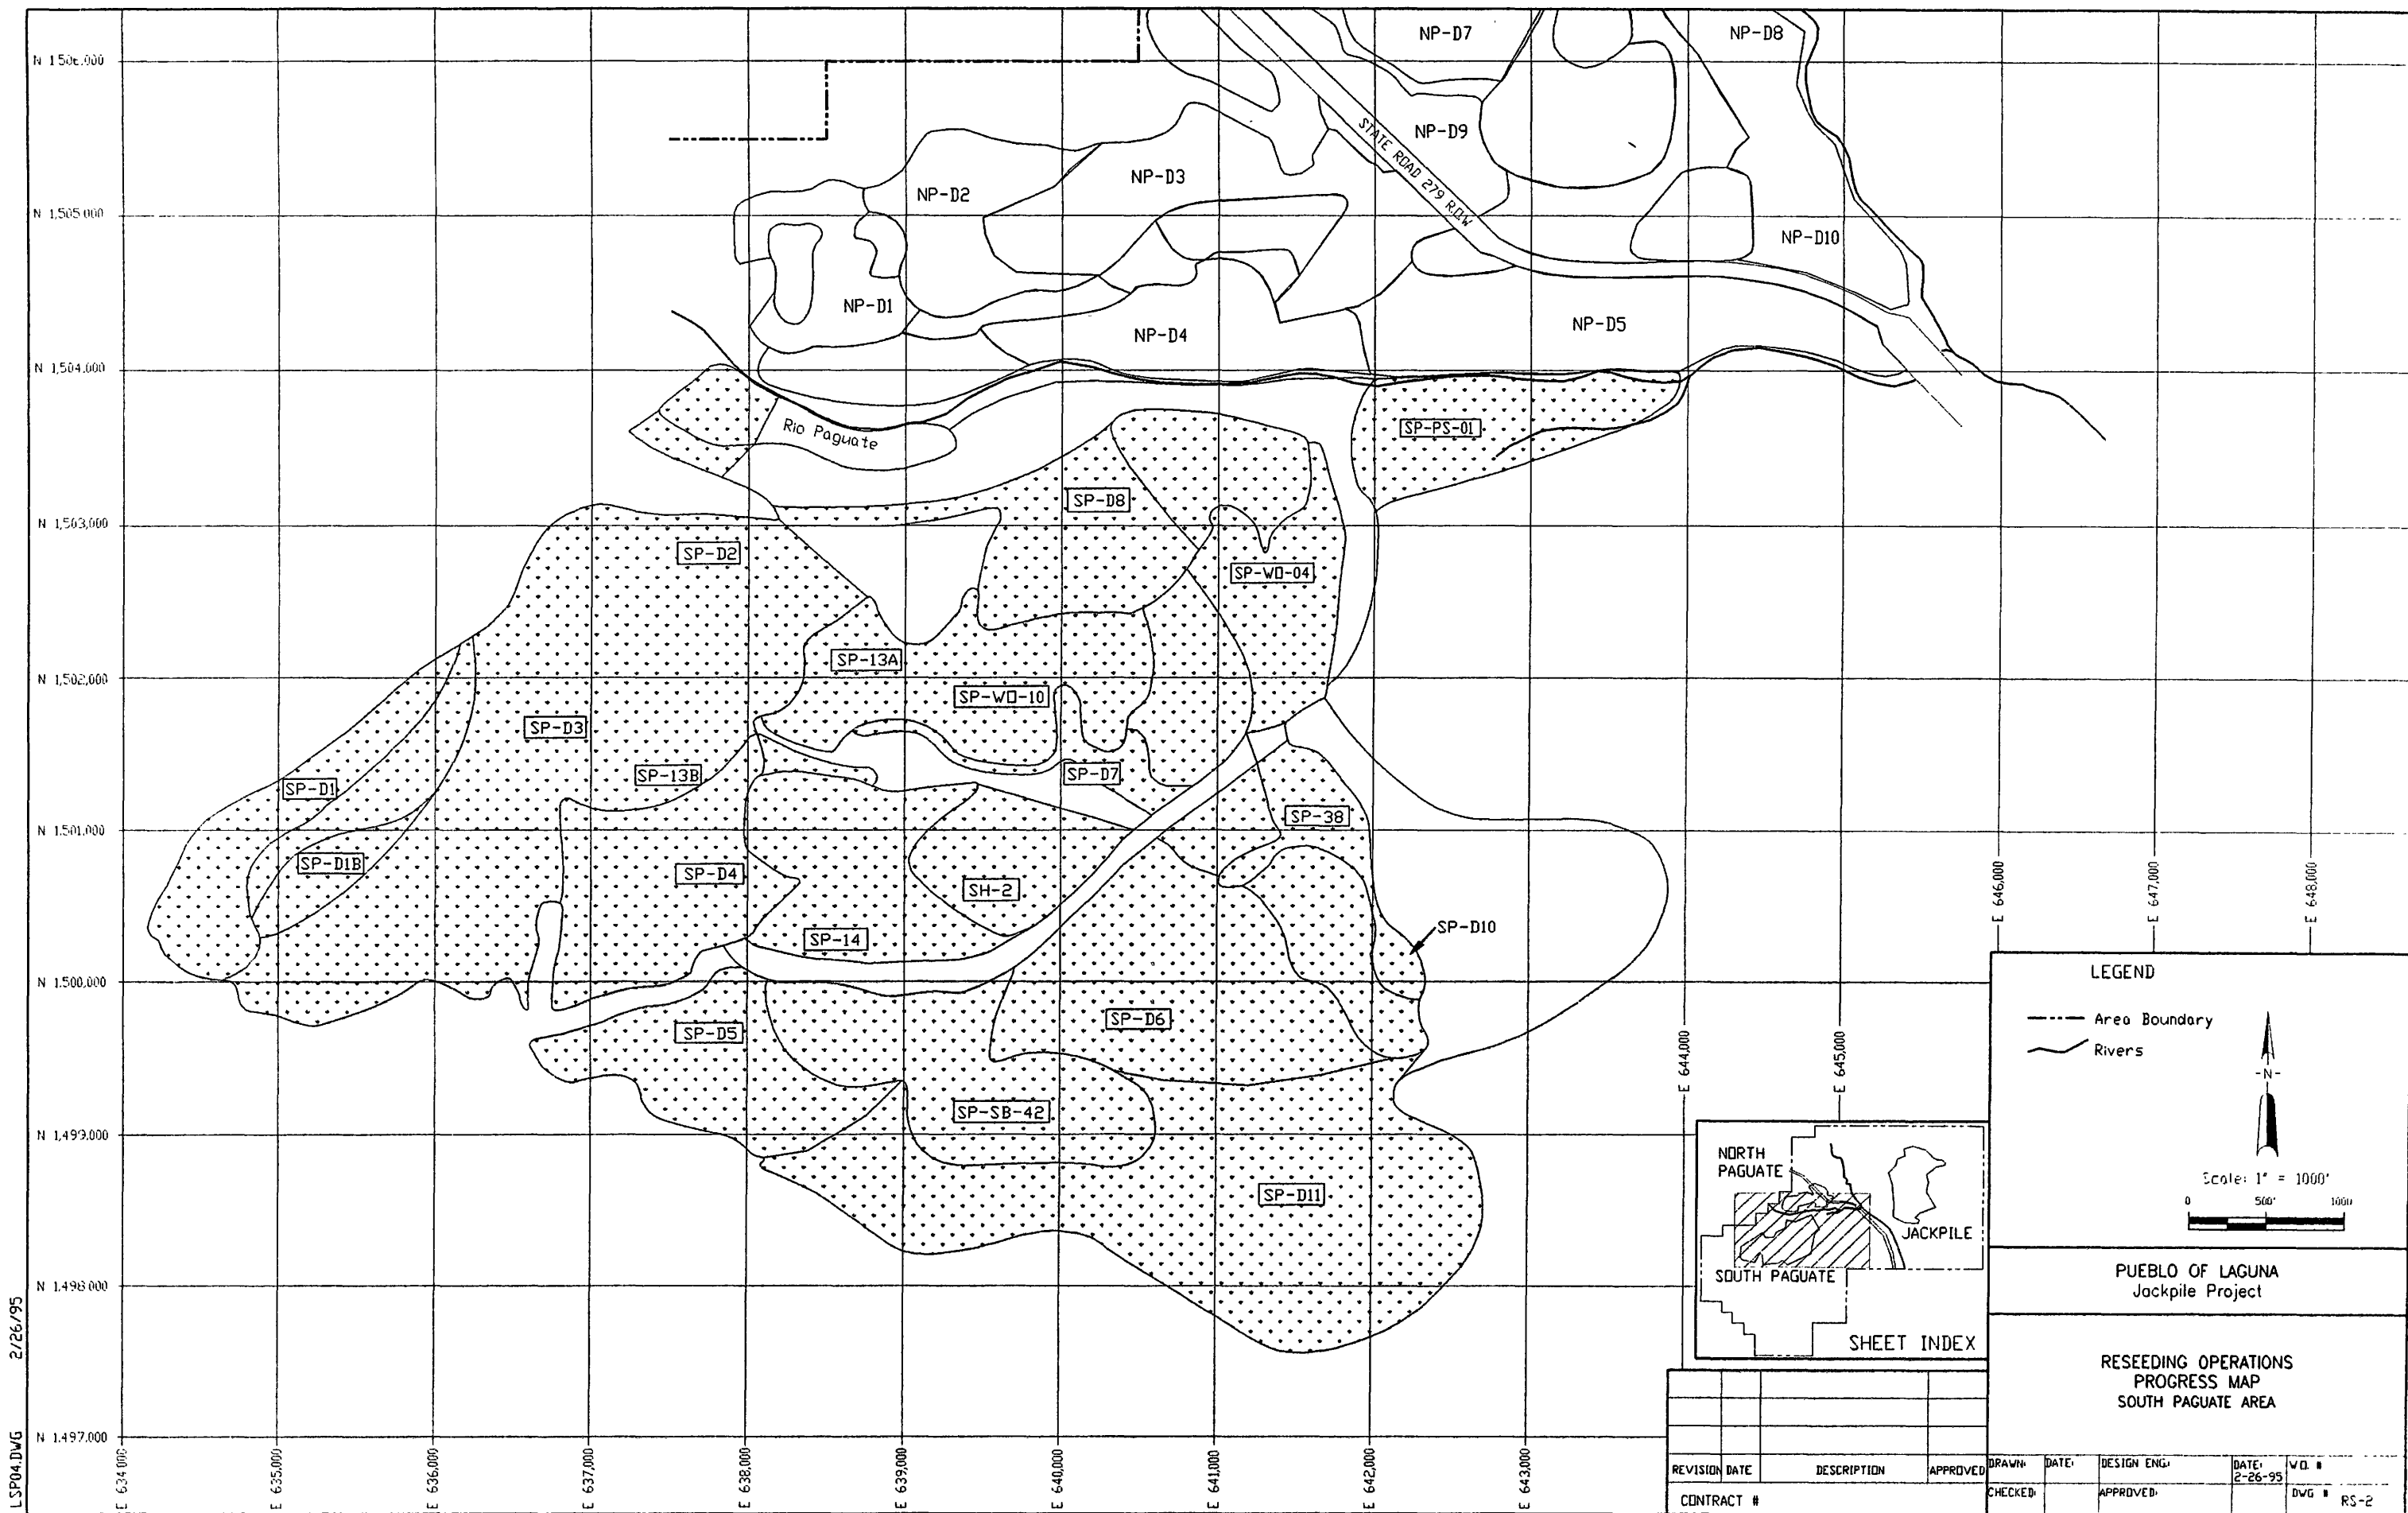 NP-D7
NP-D8
N 1,506,000
NP-D9
STATE ROAD 279 R.O.W
NP-D3
NP-D2
N 1,505,000
NP-D10
NP-D1
NP-D5
NP-D4
N 1,504,000
Rio Paguate
SP-PS-01
SP-D8
N 1,503,000
SP-D2
SP-WO-04
SP-13A
N 1,502,000
SP-WO-10
SP-D3
SP-13B
SP-D7
SP-D1
SP-38
N 1,501,000
SP-D1B
SP-D4
SH-2
E 646,000
E 647,000
E 648,000
SP-D10
SP-14
N 1,500,000
SP-D6
SP-D5
E 644,000
E 645,000
SP-SB-42
N 1,499,000
SP-D11
N 1,498,000
N 1,497,000
E 634,000
E 635,000
E 636,000
E 637,000
E 638,000
E 639,000
E 640,000
E 641,000
E 642,000
E 643,000
LSP04.DWG 2/26/95
LEGEND
Area Boundary
Rivers
-N-
Scale: 1" = 1000'
0 500' 1000
NORTH
PAGUATE
JACKPILE
SOUTH PAGUATE
SHEET INDEX
PUEBLO OF LAGUNA
Jackpile Project
RESEEDING OPERATIONS
PROGRESS MAP
SOUTH PAGUATE AREA
REVISION DATE DESCRIPTION APPROVED
CONTRACT #
DRAWN: DATE: DESIGN ENG: DATE: 2-26-95 W.O. #
CHECKED: APPROVED: DWG # RS-2